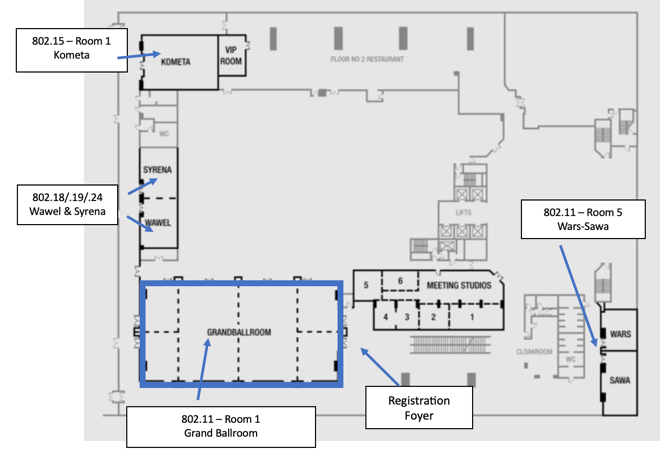 802.15 – Room 1
Kometa
KOMETA
VIP
ROOM
FLOOR NO 2 RESTAURANT
WC
SYRENA
802.18/.19/.24
Wawel & Syrena
WAWEL
LIFTS
802.11 – Room 5
Wars-Sawa
5
6
MEETING STUDIOS
4
3
2
1
GRANDBALLROOM
CLOAKROOM
WC
WARS
SAWA
Registration
Foyer
802.11 – Room 1
Grand Ballroom